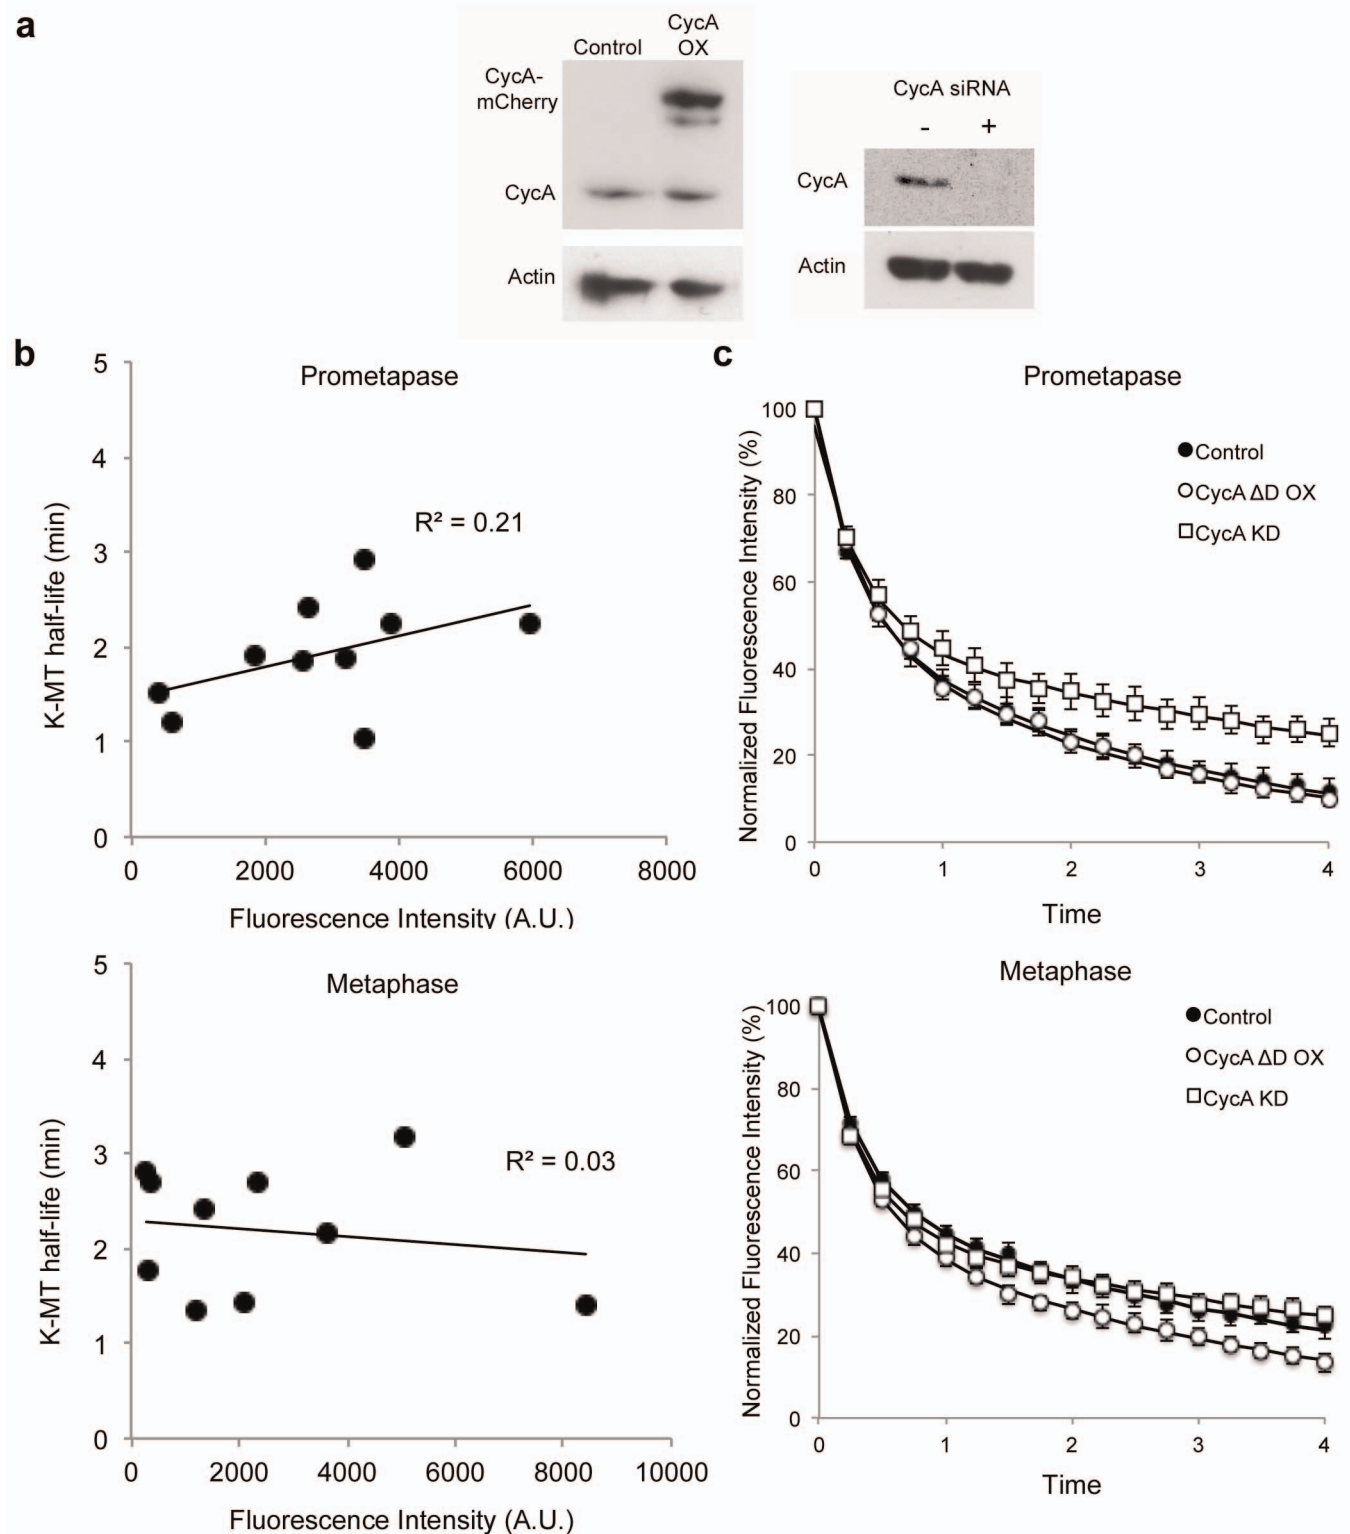 a
Control
CycA
OX
CycA-
mCherry
CycA
Actin
CycA siRNA
- +
CycA
Actin
b
Prometapase
5
4
3
2
1
0
K-MT half-life (min)
R² = 0.21
0 2000 4000 6000 8000
Fluorescence Intensity (A.U.)
Metaphase
5
4
3
2
1
0
K-MT half-life (min)
R² = 0.03
0 2000 4000 6000 8000 10000
Fluorescence Intensity (A.U.)
c
Prometapase
100
80
60
40
20
0
Normalized Fluorescence Intensity (%)
Control
CycA ΔD OX
CycA KD
0 1 2 3 4
Time
Metaphase
100
80
60
40
20
0
Normalized Fluorescence Intensity (%)
Control
CycA ΔD OX
CycA KD
0 1 2 3 4
Time